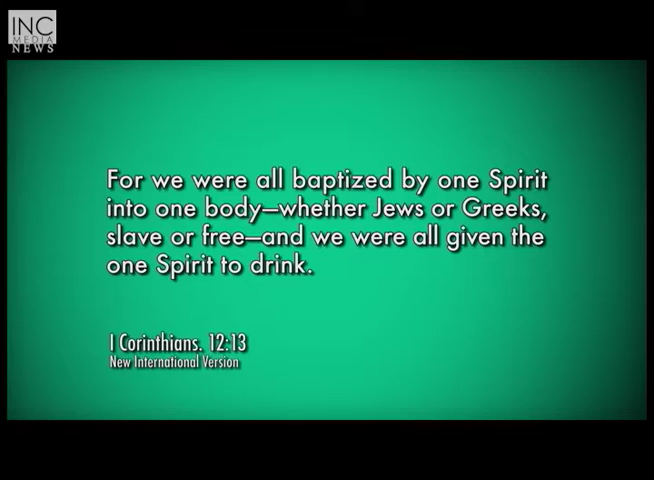 INC
MEDIA
NEWS
For we were all baptized by one Spirit
into one body—whether Jews or Greeks,
slave or free—and we were all given the
one Spirit to drink.
I Corinthians. 12:13
New International Version